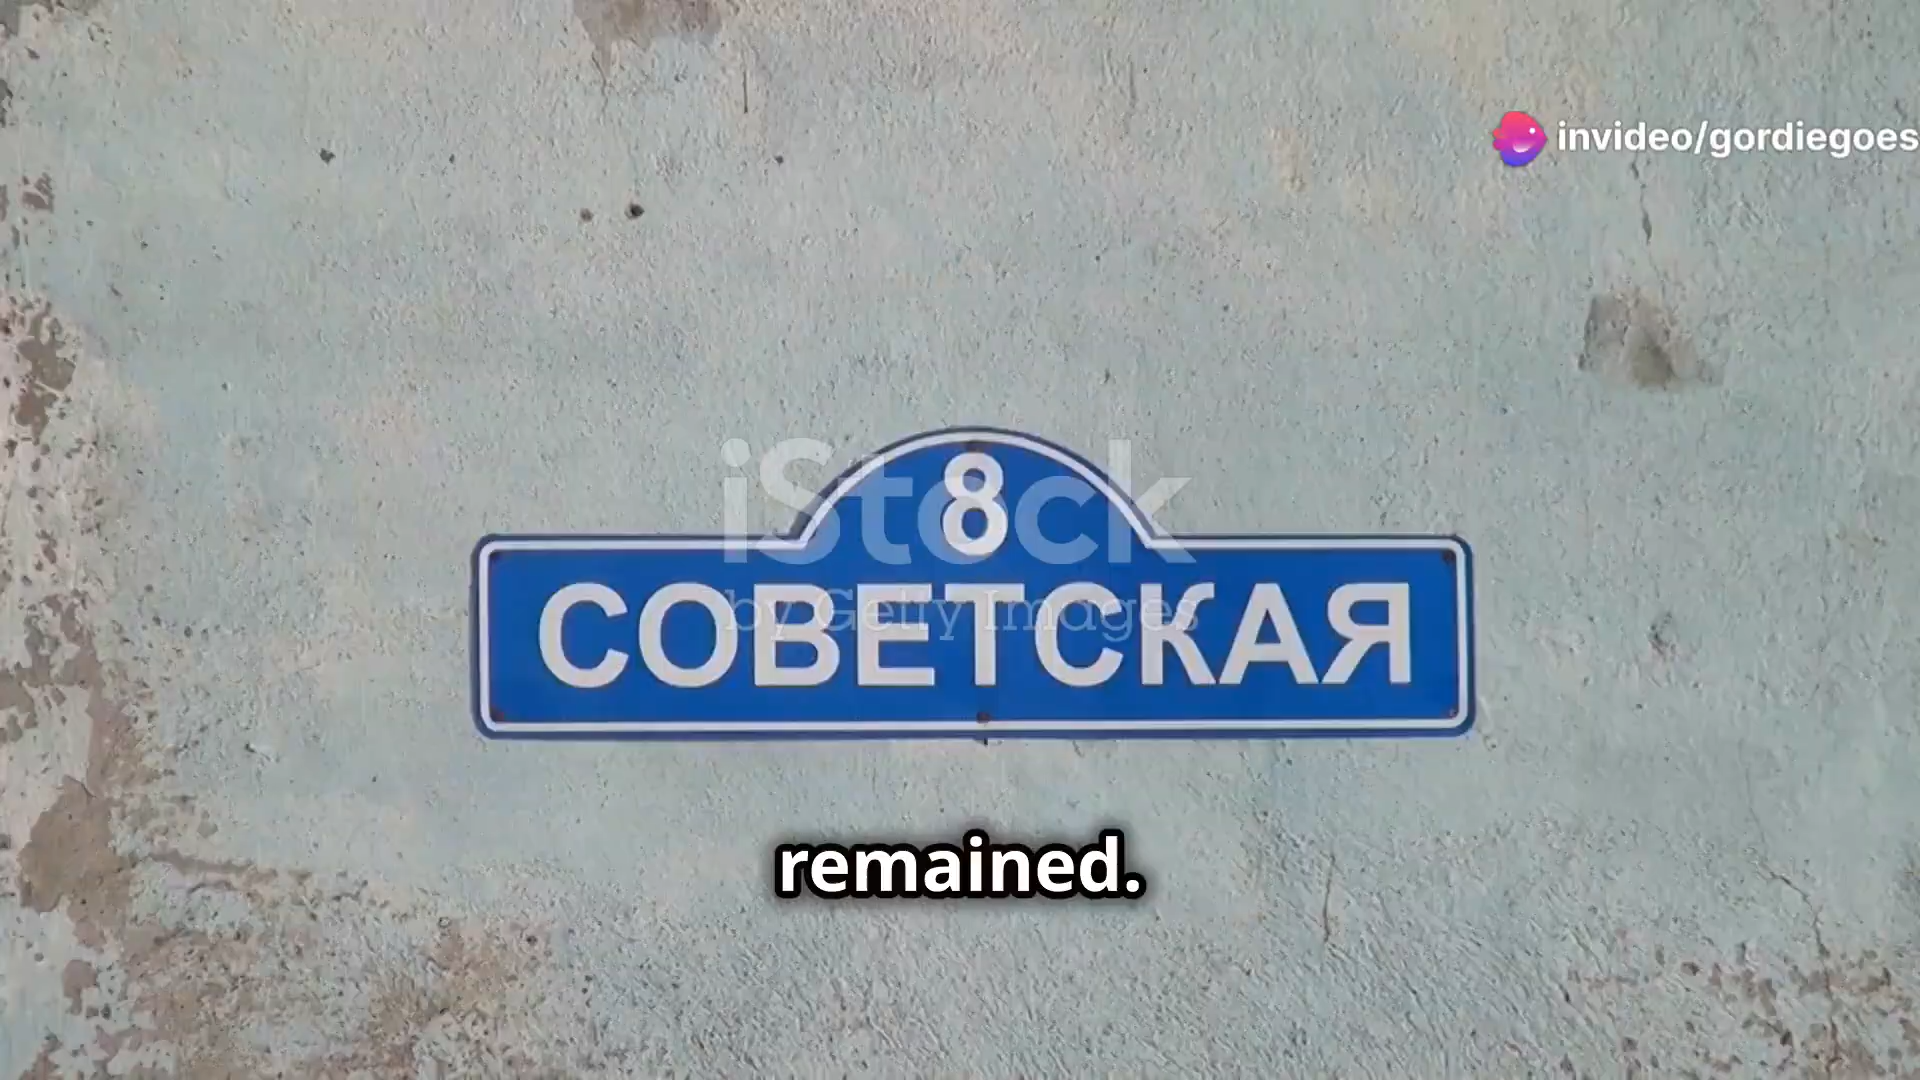 invideo/gordiegoes
8
iStock
СОВЕТСКАЯ
by Getty Images
remained.